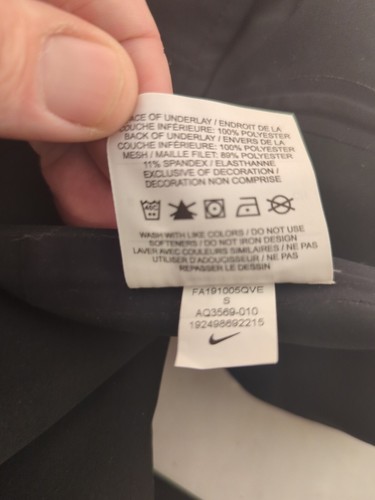 FACE OF UNDERLAY / ENDROIT DE LA
COUCHE INFÉRIEURE: 100% POLYESTER
BACK OF UNDERLAY / ENVERS DE LA
COUCHE INFÉRIEURE: 100% POLYESTER
MESH / MAILLE FILET: 89% POLYESTER
11% SPANDEX / ELASTHANNE
EXCLUSIVE OF DECORATION /
DÉCORATION NON COMPRISE
40C
WASH WITH LIKE COLORS / DO NOT USE
SOFTENERS / DO NOT IRON DESIGN
LAVER AVEC COULEURS SIMILAIRES / NE PAS
UTILISER D'ADOUCISSEUR / NE PAS
REPASSER LE DESSIN
FA191005QVE
S
AQ3569-010
192498692215